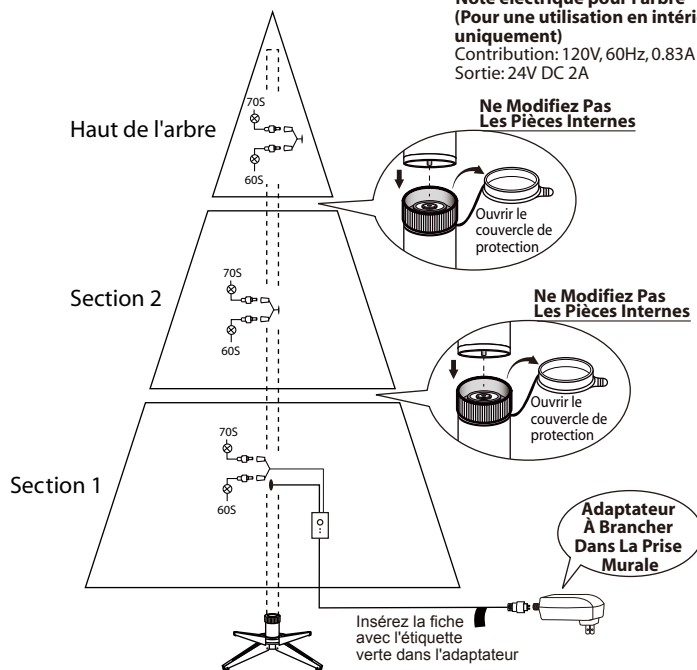 Note électrique pour l'arbre
(Pour une utilisation en intéri
uniquement)
Contribution: 120V, 60Hz, 0.83A
Sortie: 24V DC 2A
Ne Modifiez Pas
Les Pièces Internes
70S
Haut de l'arbre
60S
Ouvrir le
couvercle de
protection
70S
Section 2
60S
Ne Modifiez Pas
Les Pièces Internes
Ouvrir le
couvercle de
protection
70S
Section 1
60S
Adaptateur
À Brancher
Dans La Prise
Murale
Insérez la fiche
avec l'étiquette
verte dans l'adaptateur